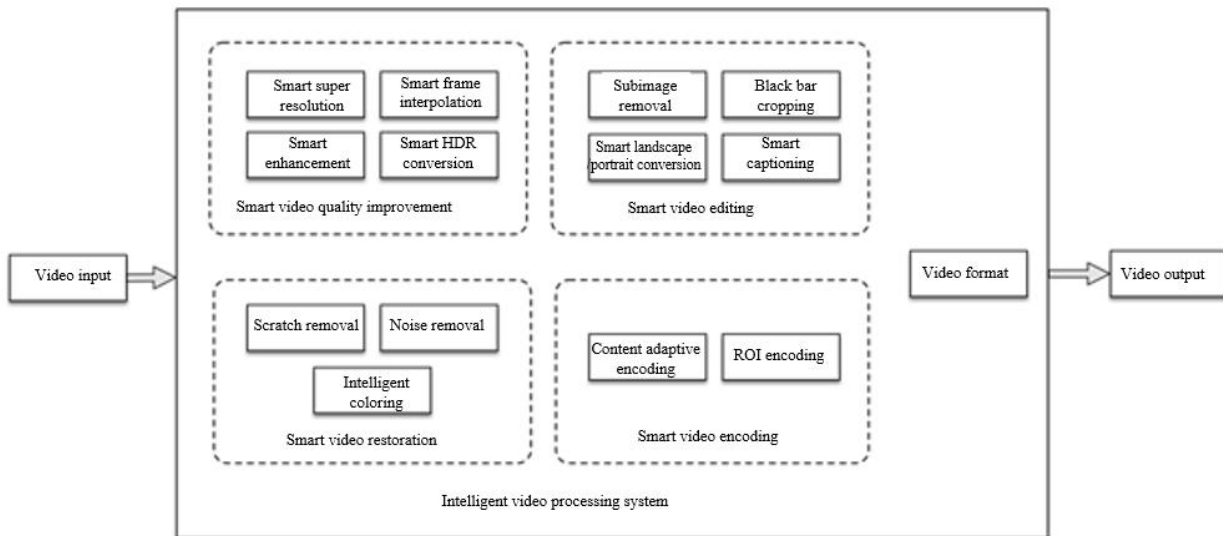 Smart super
resolution
Smart frame
interpolation
Smart
enhancement
Smart HDR
conversion
Smart video quality improvement
Subimage
removal
Black bar
cropping
Smart landscape
/portrait conversion
Smart
captioning
Smart video editing
Video input
Scratch removal
Noise removal
Intelligent
coloring
Smart video restoration
Content adaptive
encoding
ROI encoding
Smart video encoding
Video format
Video output
Intelligent video processing system